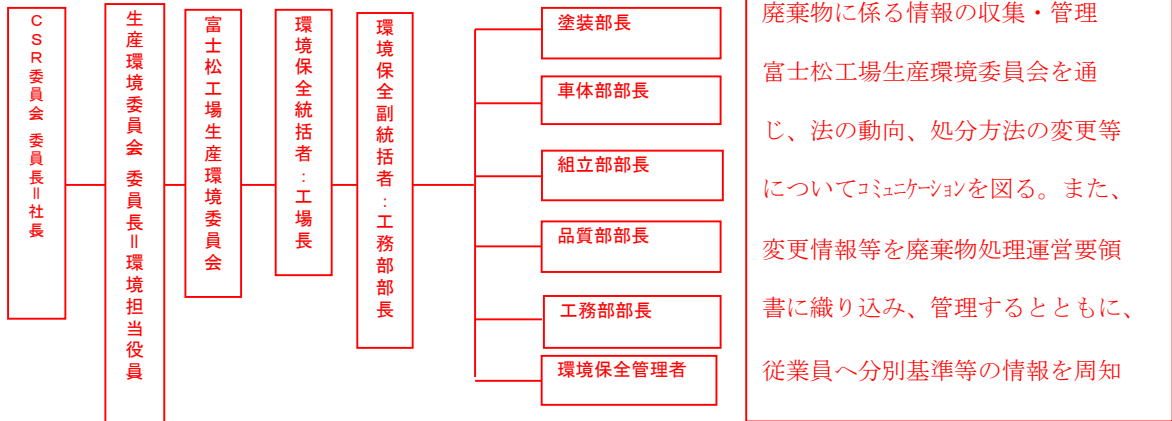 CSR委員会 委員長＝社長
生産環境委員会 委員長＝環境担当役員
富士松工場生産環境委員会
環境保全統括者：工場長
環境保全副統括者：工務部部長
塗装部長
車体部部長
組立部部長
品質部部長
工務部部長
環境保全管理者
廃棄物に係る情報の収集・管理
富士松工場生産環境委員会を通
じ、法の動向、処分方法の変更等
についてｺﾐｭﾆｹｰｼｮﾝを図る。また、
変更情報等を廃棄物処理運営要領
書に織り込み、管理するとともに、
従業員へ分別基準等の情報を周知